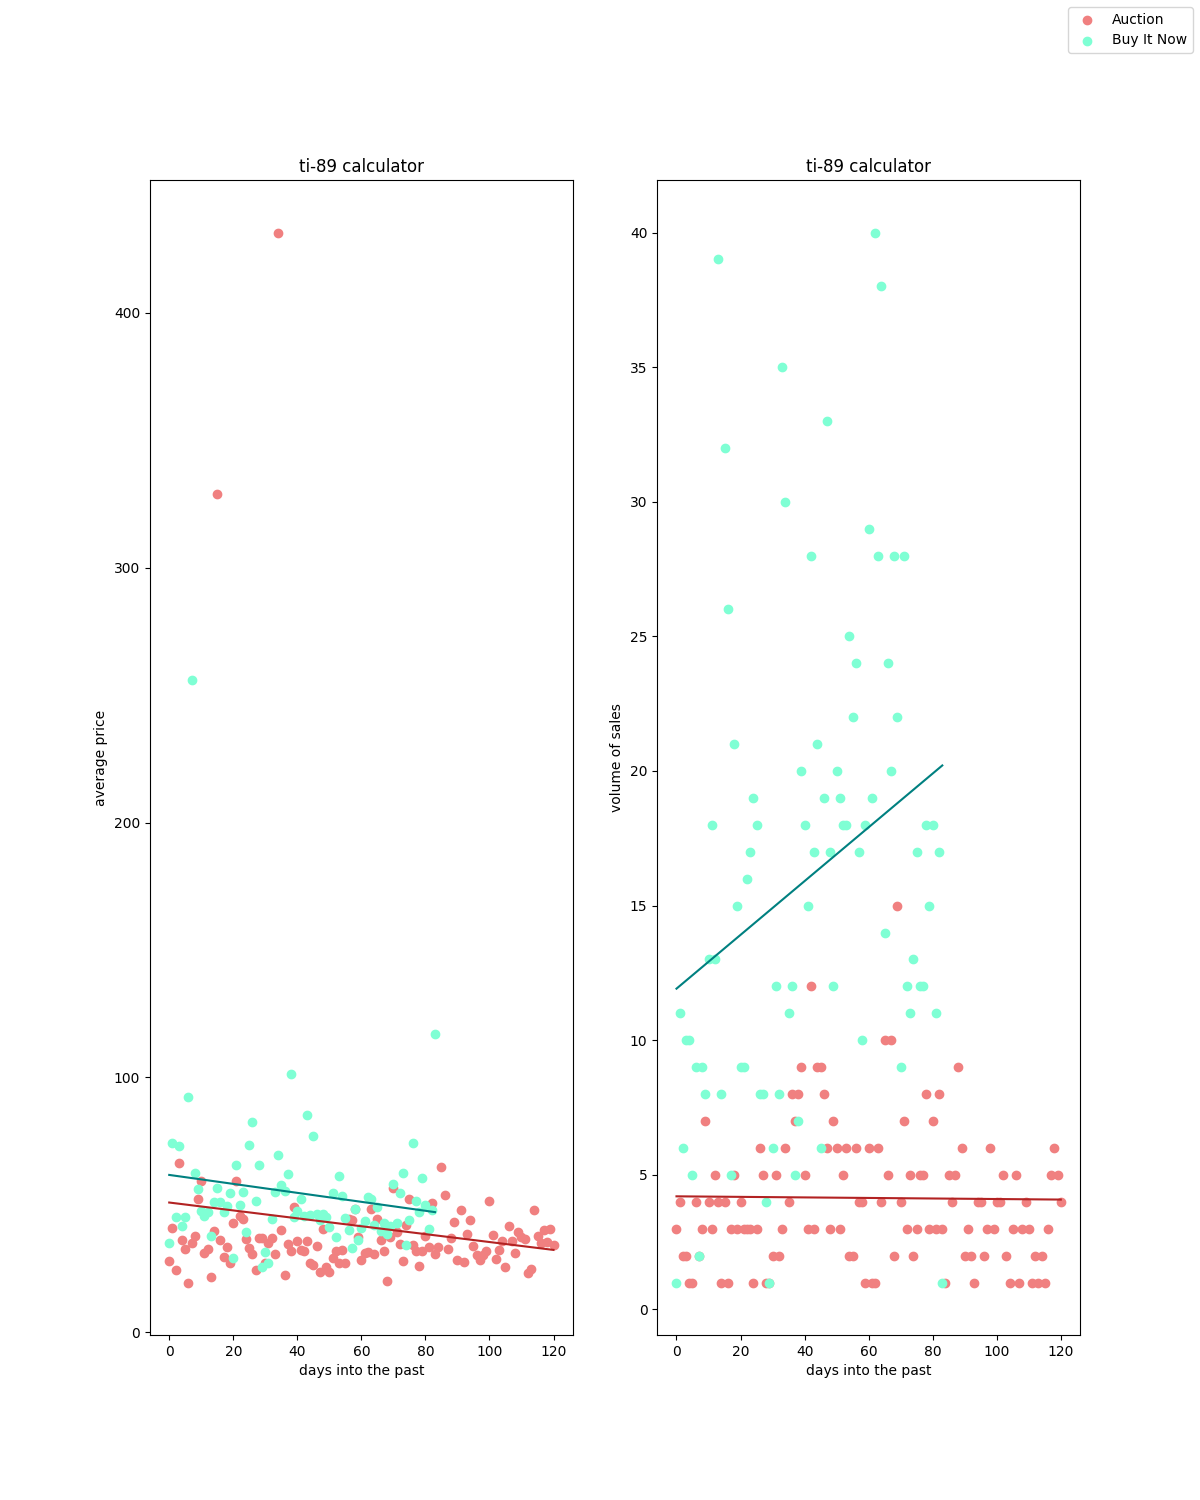 Auction
Buy It Now
ti-89 calculator
average price
400
300
200
100
0
0 20 40 60 80 100 120
days into the past
ti-89 calculator
volume of sales
40
35
30
25
20
15
10
5
0
0 20 40 60 80 100 120
days into the past